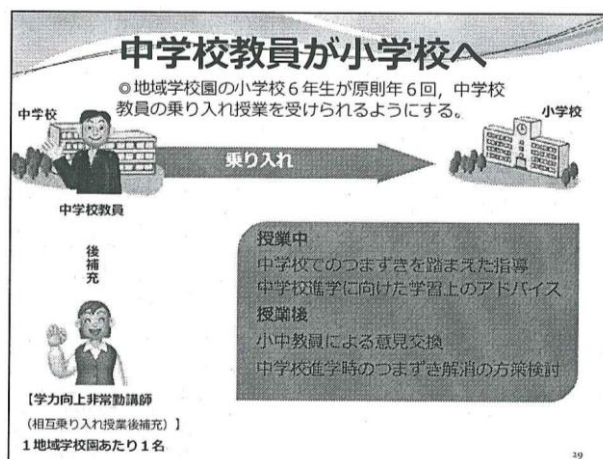 中学校教員が小学校へ
◎地域学校園の小学校6年生が原則年6回，中学校
教員の乗り入れ授業を受けられるようにする。
中学校
小学校
乗り入れ
中学校教員
後補充
【学力向上非常勤講師
（相互乗り入れ授業後補充）】
1地域学校園あたり1名
授業中
中学校でのつまずきを踏まえた指導
中学校進学に向けた学習上のアドバイス
授業後
小中教員による意見交換
中学校進学時のつまずき解消の方策検討
29